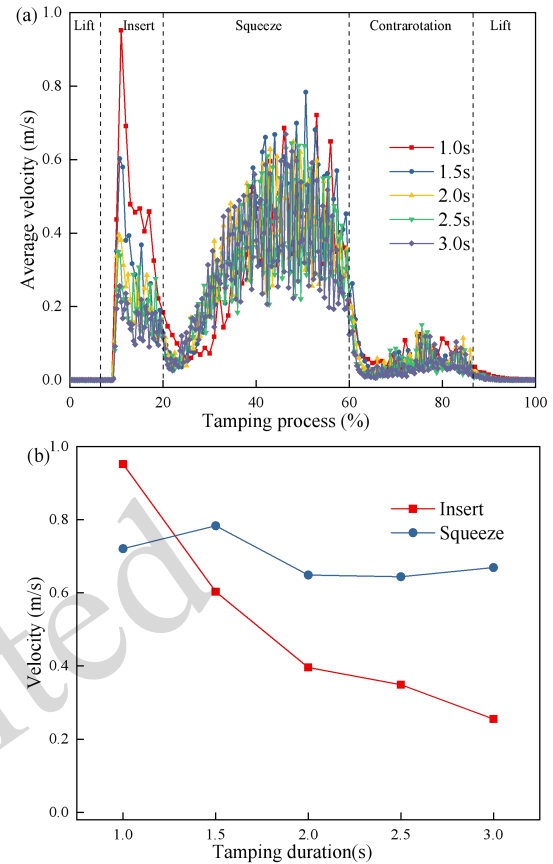 (a)
Lift Insert Squeeze Contrarotation Lift
1.0
0.8
0.6
0.4
0.2
0.0
Average velocity (m/s)
1.0s
1.5s
2.0s
2.5s
3.0s
0 20 40 60 80 100
Tamping process (%)
(b)
1.0
0.8
0.6
0.4
0.2
0.0
Velocity (m/s)
Insert
Squeeze
1.0 1.5 2.0 2.5 3.0
Tamping duration(s)